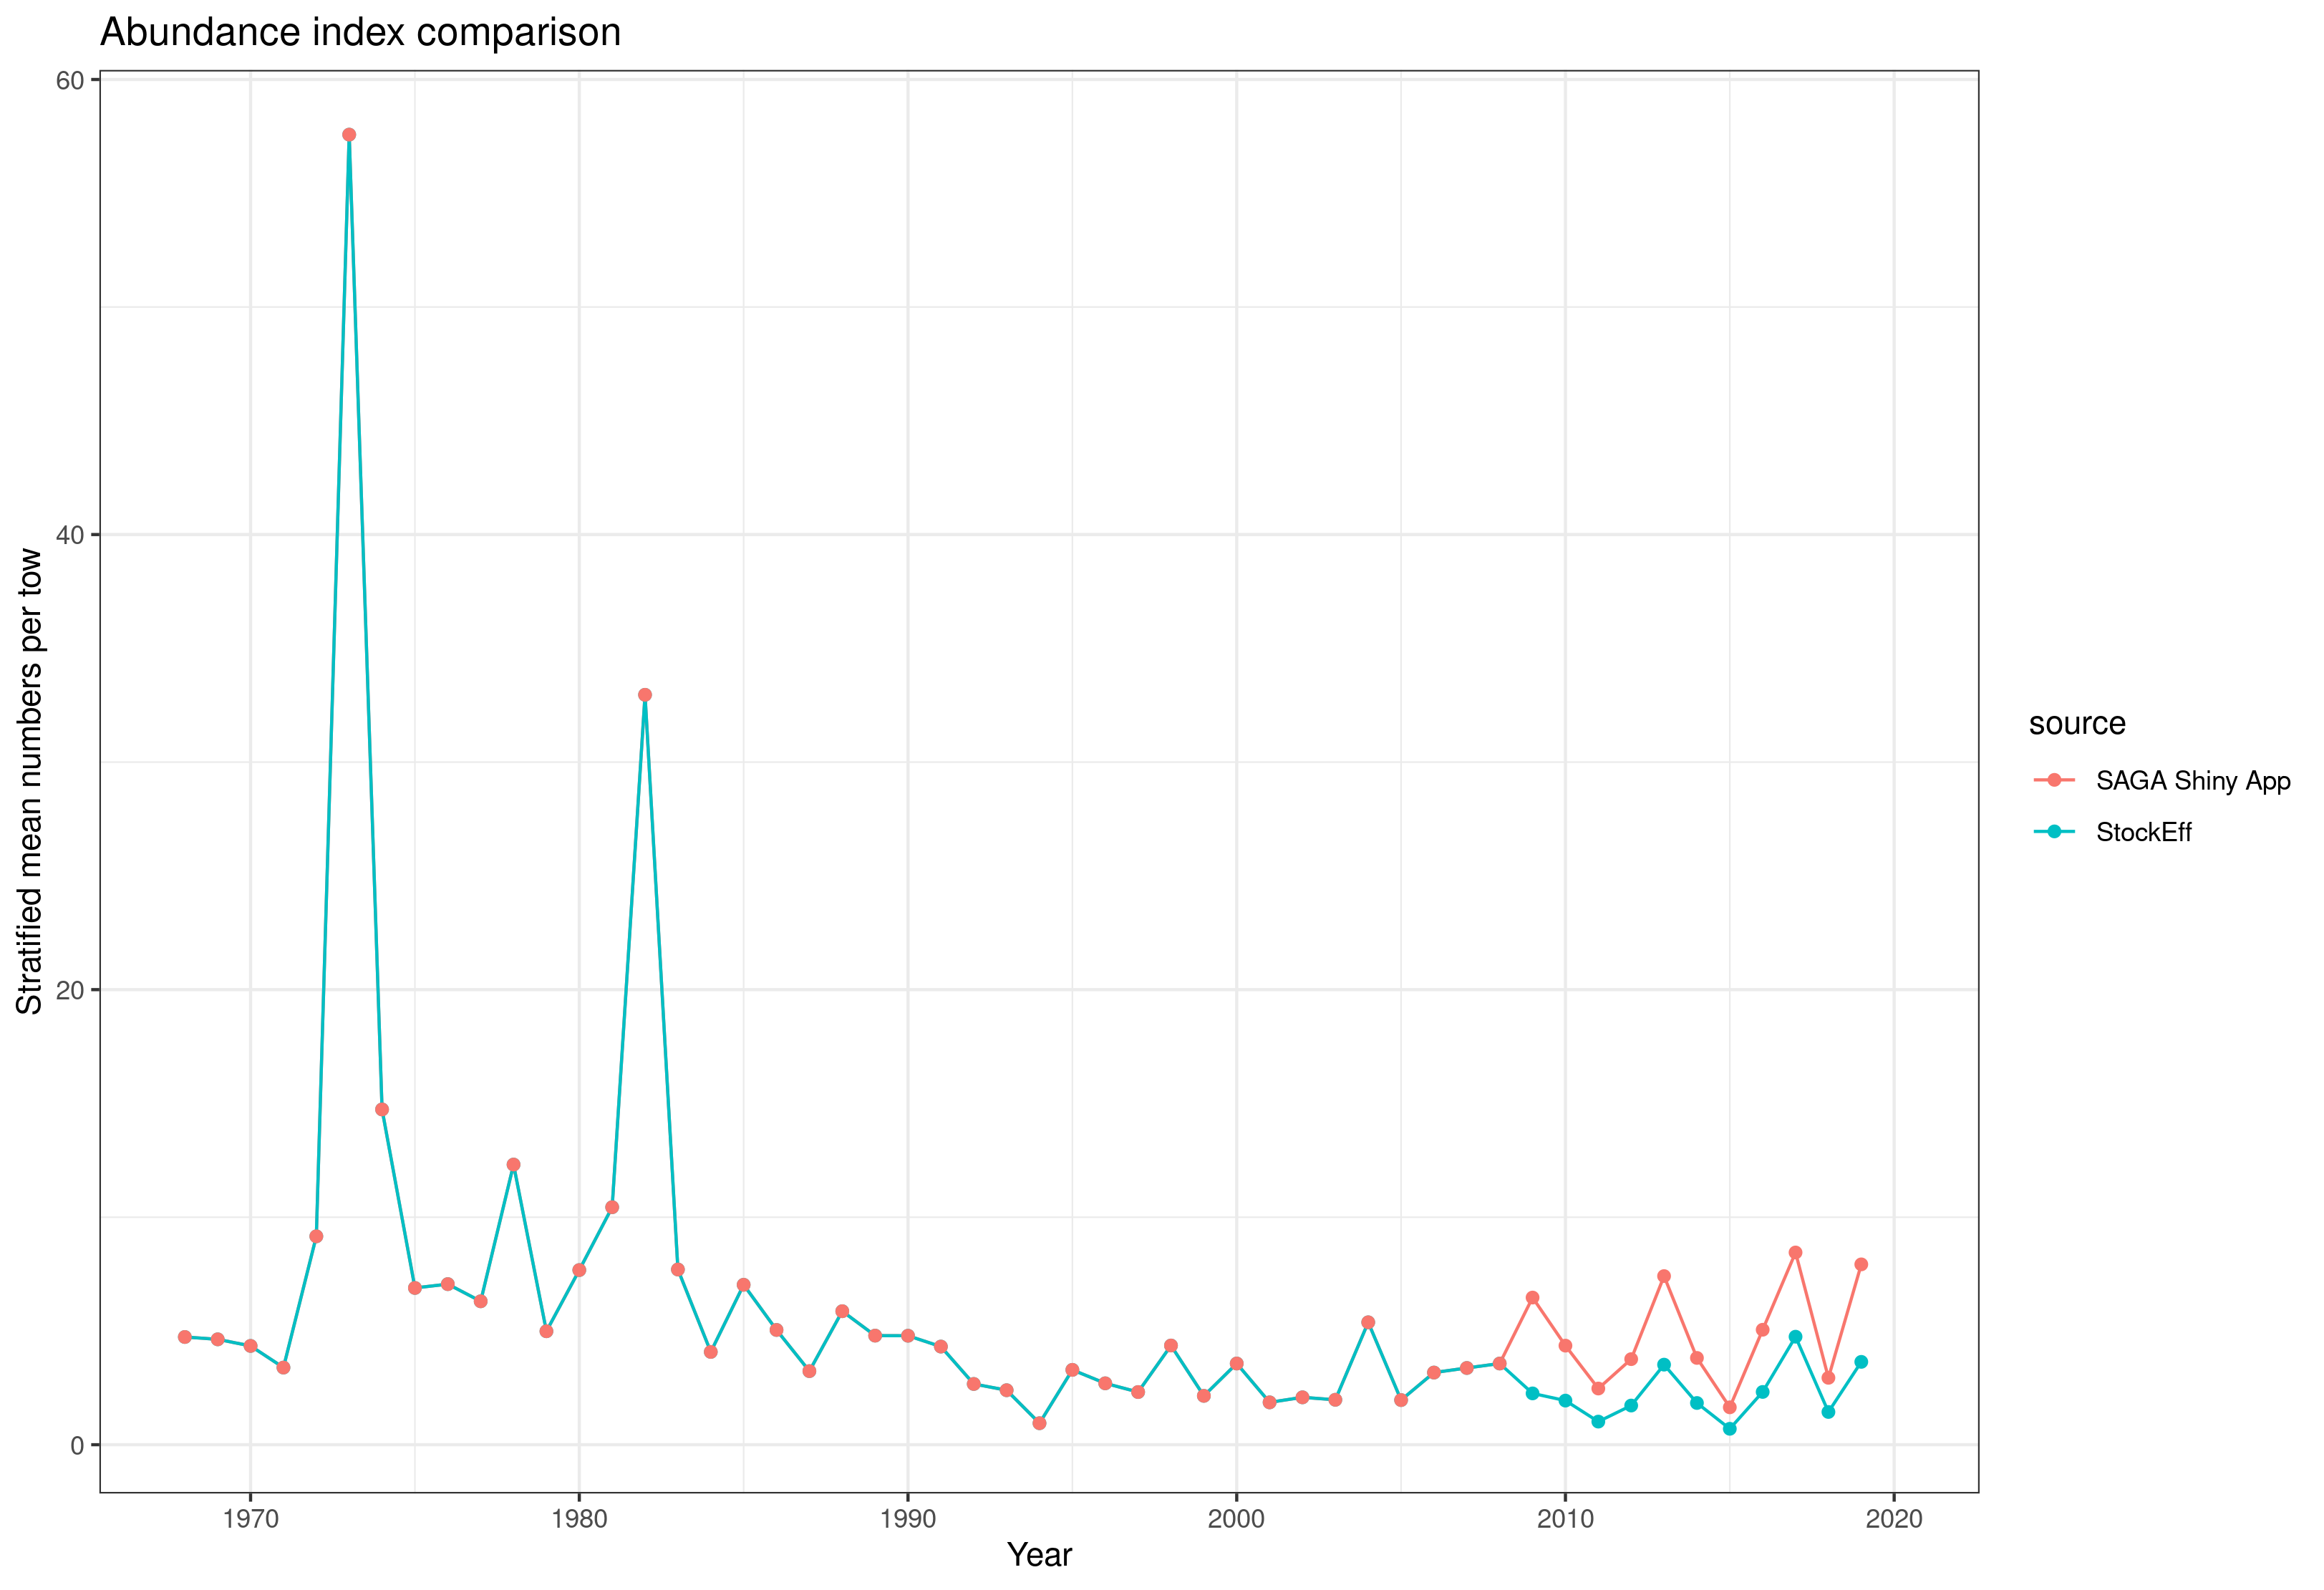 Abundance index comparison
60
40
20
0
Stratified mean numbers per tow
1970 1980 1990 2000 2010 2020
Year
source
SAGA Shiny App
StockEff